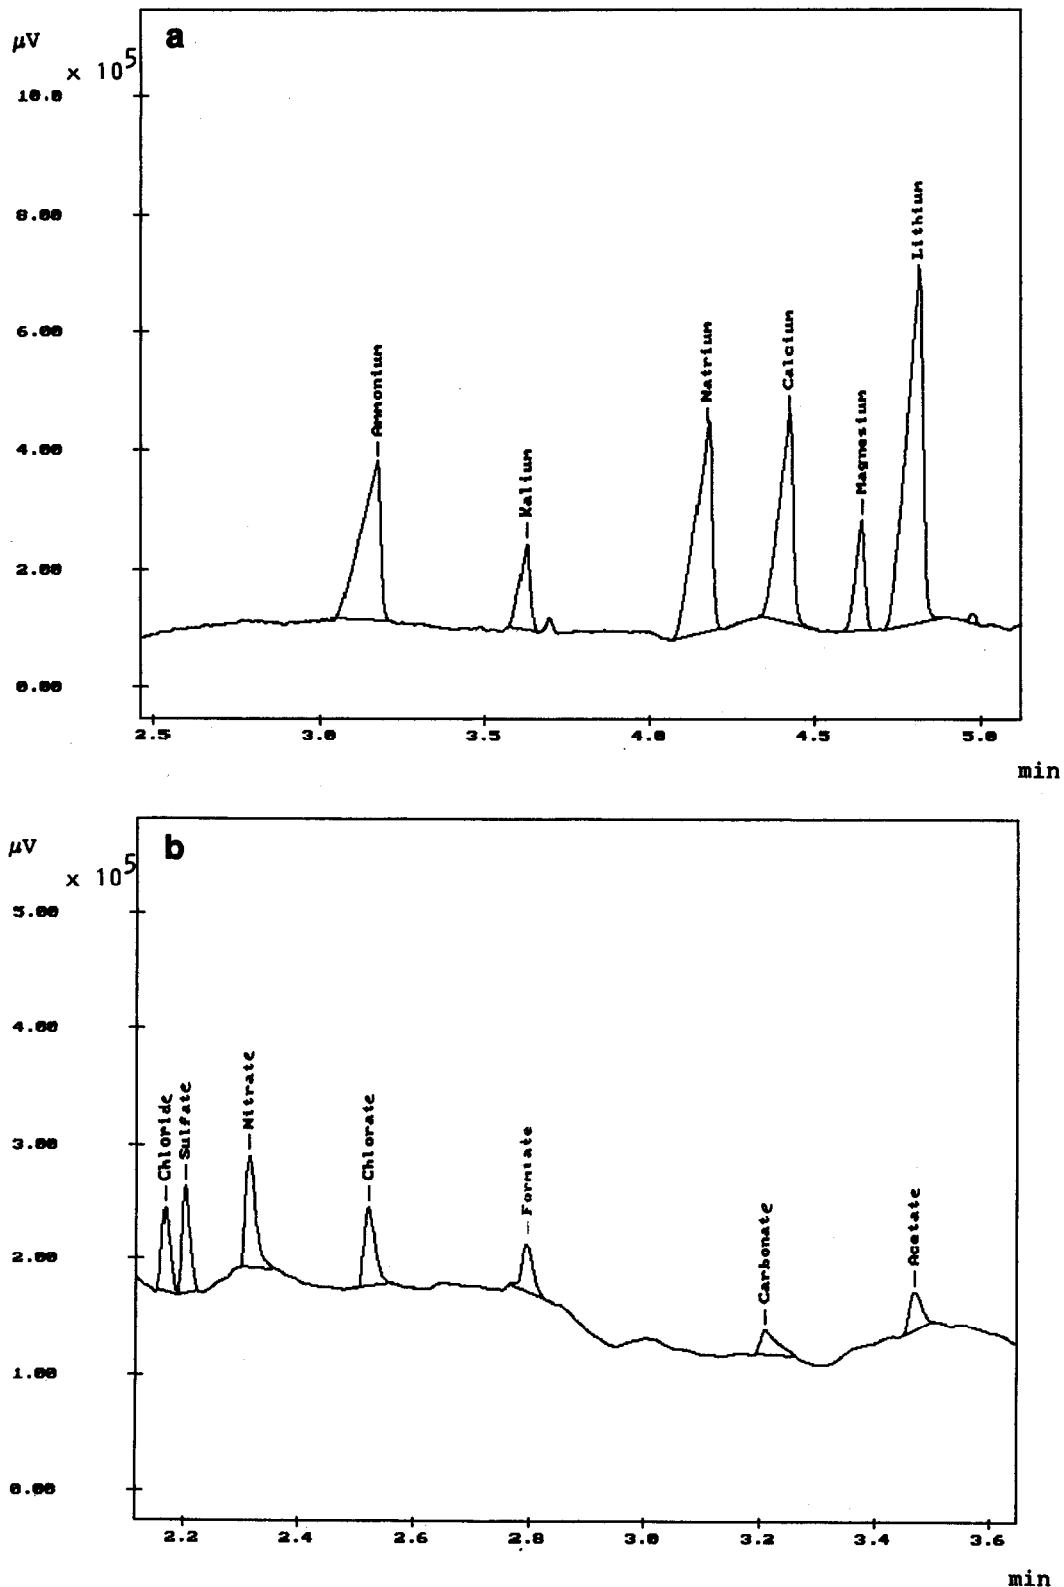 a
μV
× 10⁵
10.0
8.00
6.00
4.00
2.00
0.00
Ammonium
Kalium
Natrium
Calcium
Magnesium
Lithium
2.5 3.0 3.5 4.0 4.5 5.0
min
b
μV
× 10⁵
5.00
4.00
3.00
2.00
1.00
0.00
Chloride
Sulfate
Nitrate
Chlorate
Formiate
Carbonate
Acetate
2.2 2.4 2.6 2.8 3.0 3.2 3.4 3.6
min